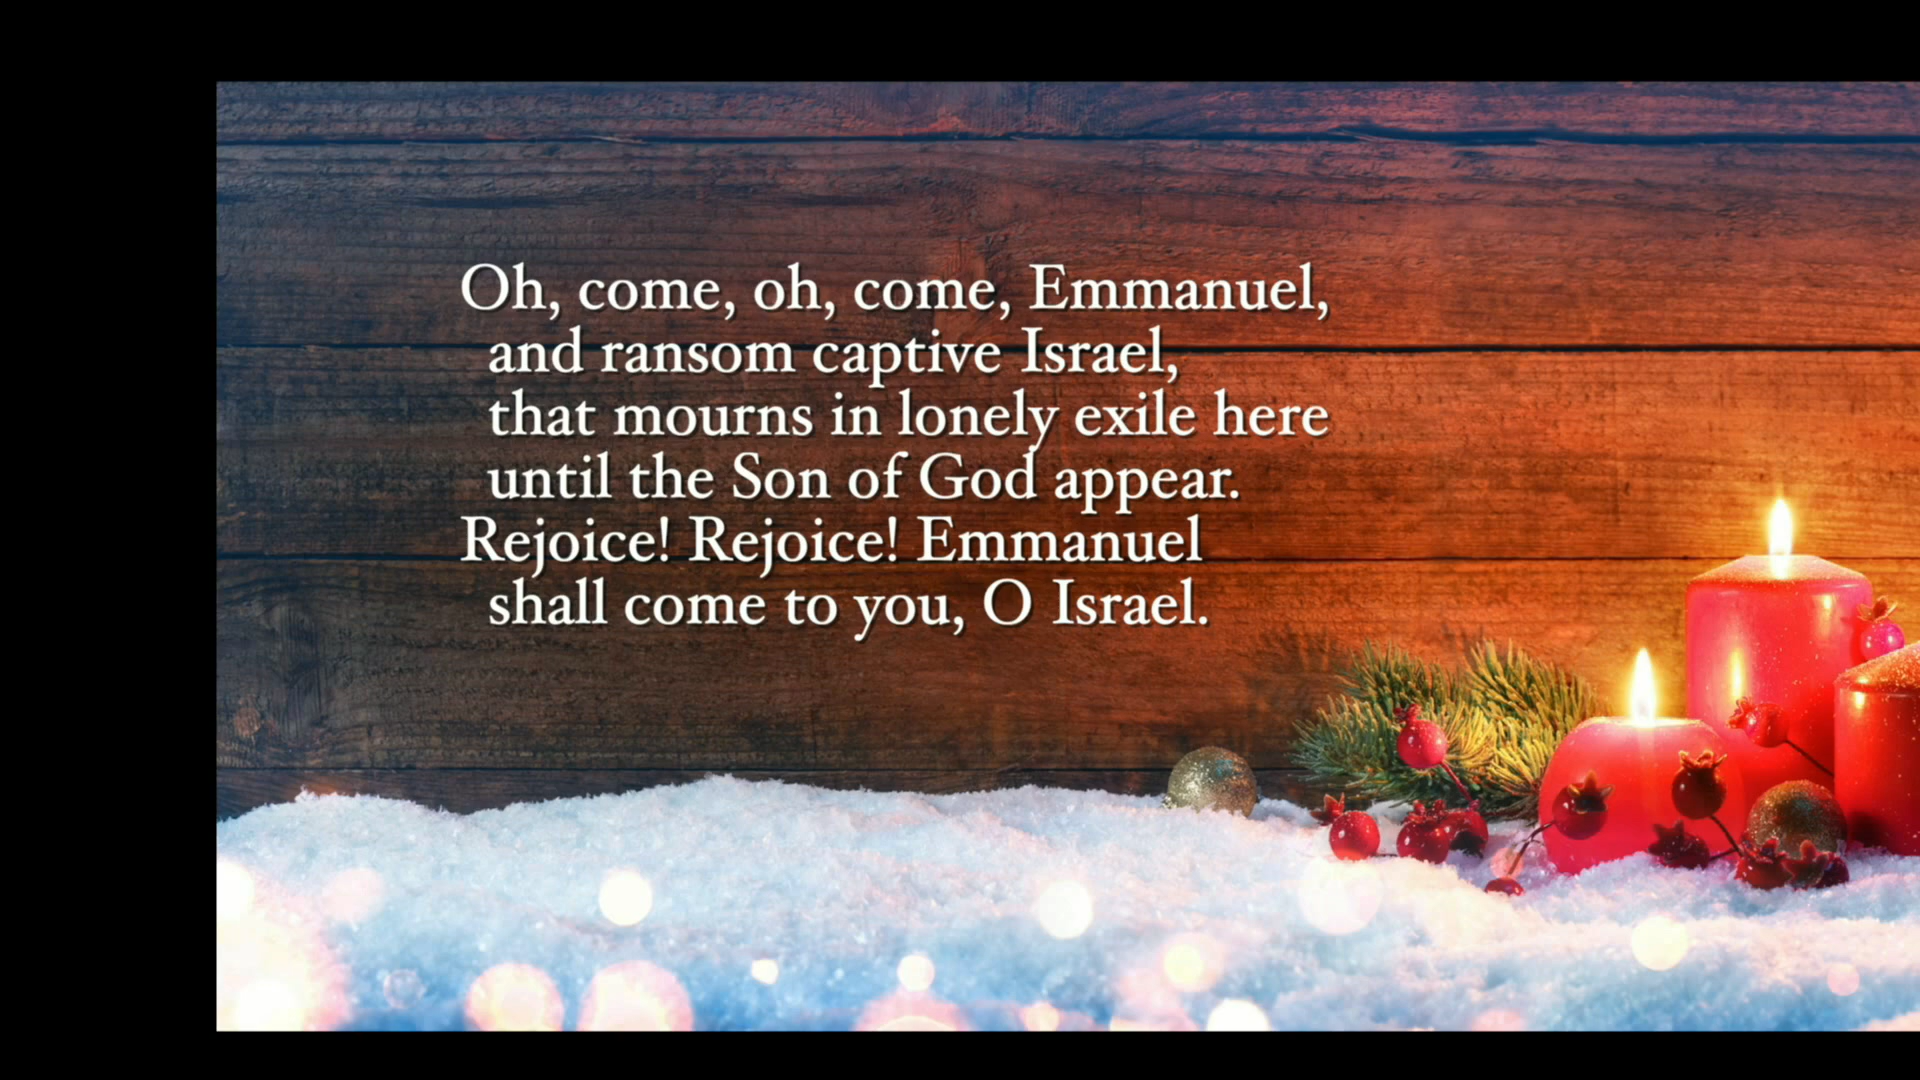 Oh, come, oh, come, Emmanuel,
and ransom captive Israel,
that mourns in lonely exile here
until the Son of God appear.
Rejoice! Rejoice! Emmanuel
shall come to you, O Israel.